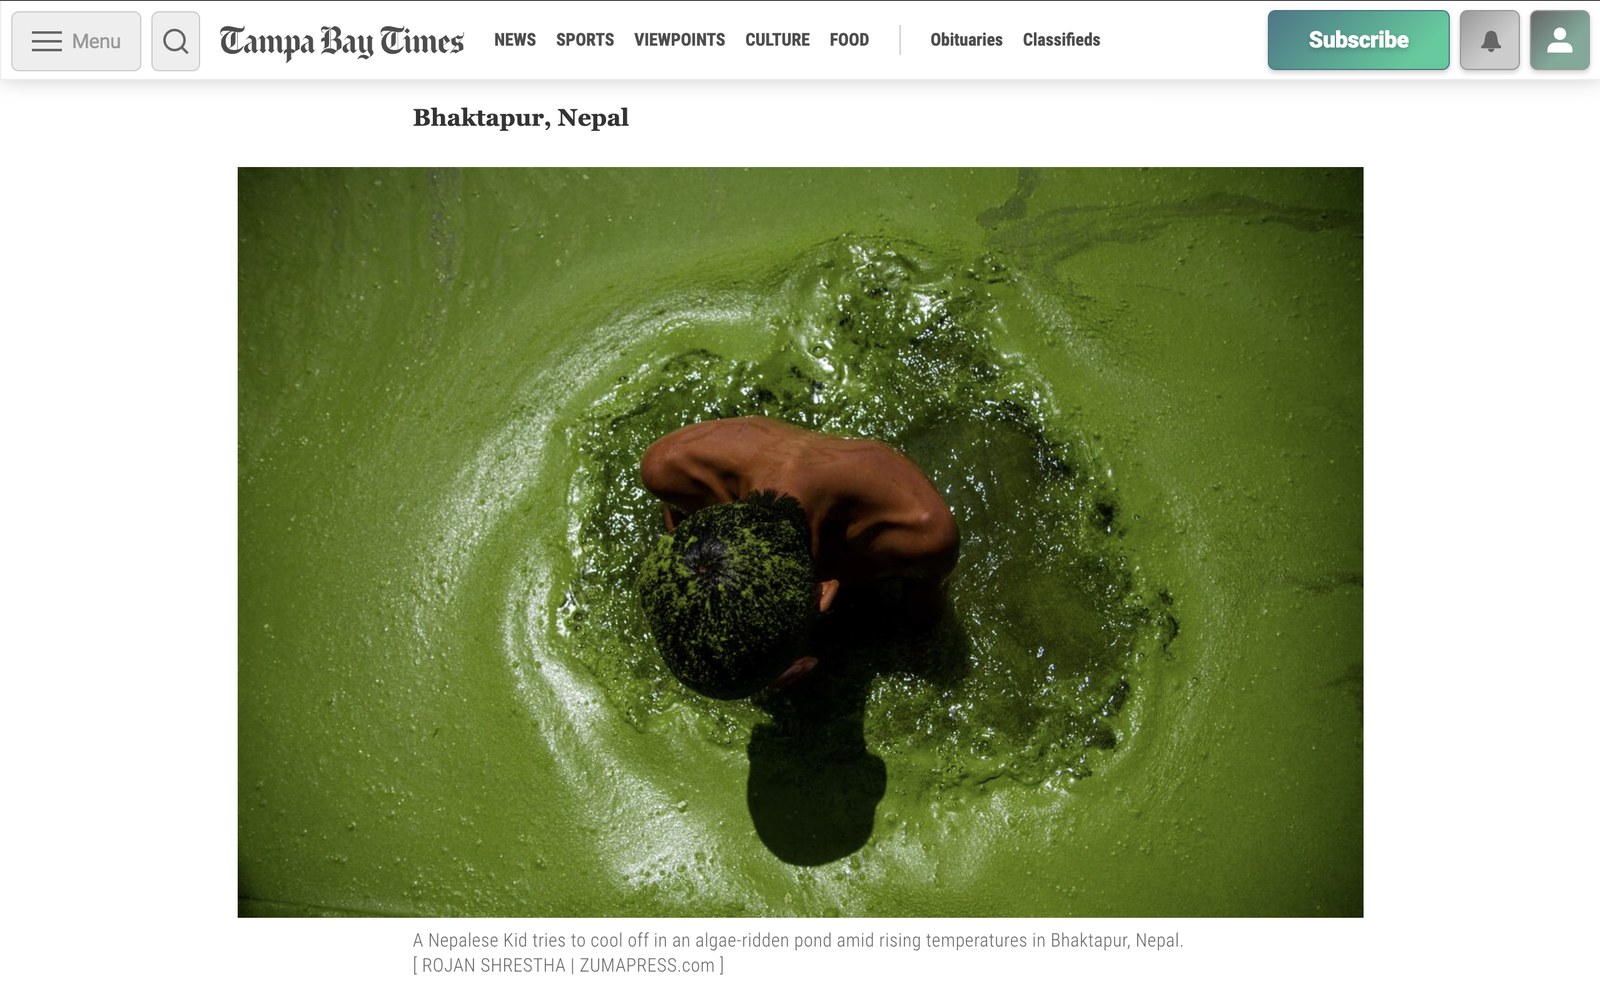 Menu
Tampa Bay Times
NEWS SPORTS VIEWPOINTS CULTURE FOOD Obituaries Classifieds
Subscribe
Bhaktapur, Nepal
A Nepalese Kid tries to cool off in an algae-ridden pond amid rising temperatures in Bhaktapur, Nepal.
[ ROJAN SHRESTHA | ZUMAPRESS.com ]